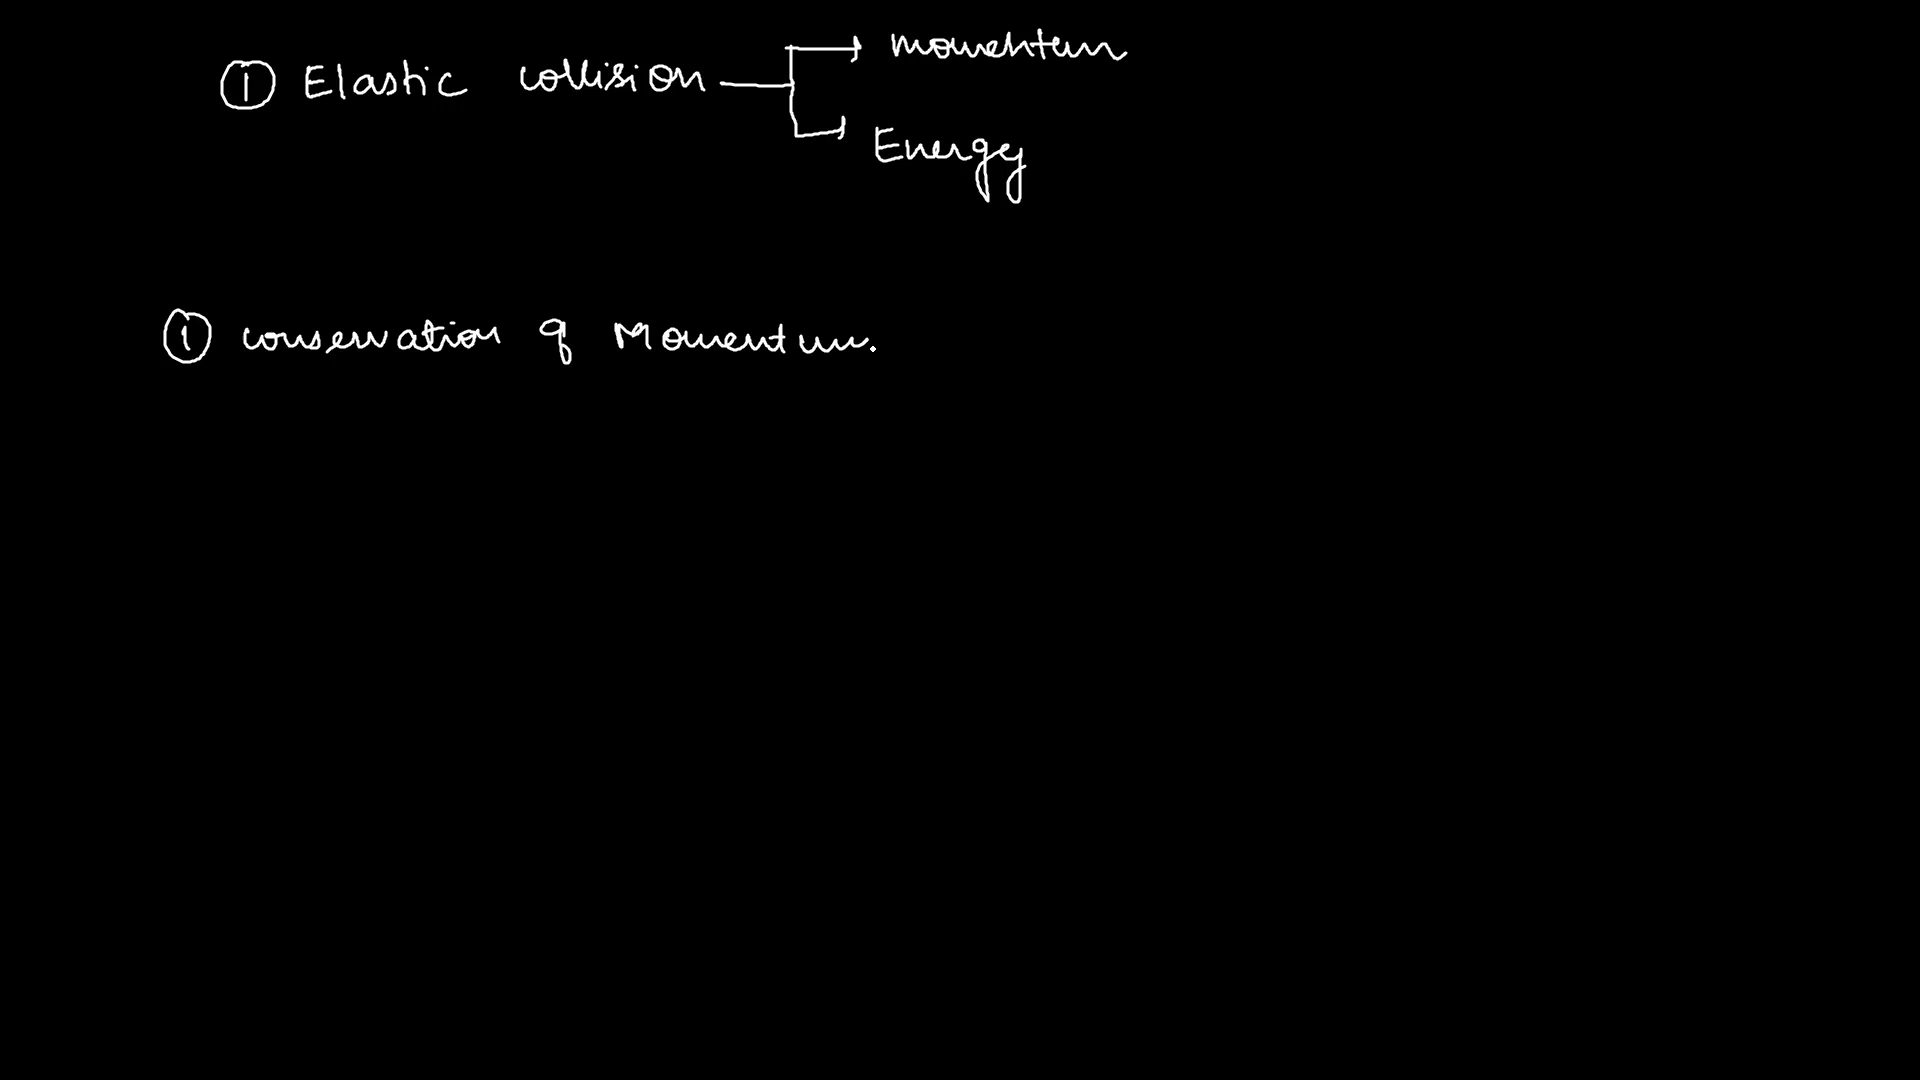 ① Elastic collision → momentum
→ Energy
① conservation of Momentum.